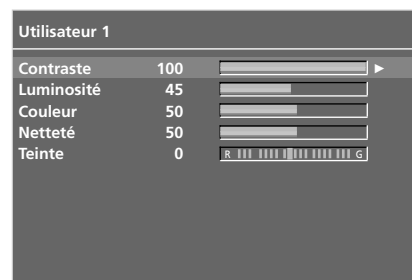 Utilisateur 1
Contraste 100
Luminosité 45
Couleur 50
Netteté 50
Teinte 0 R G